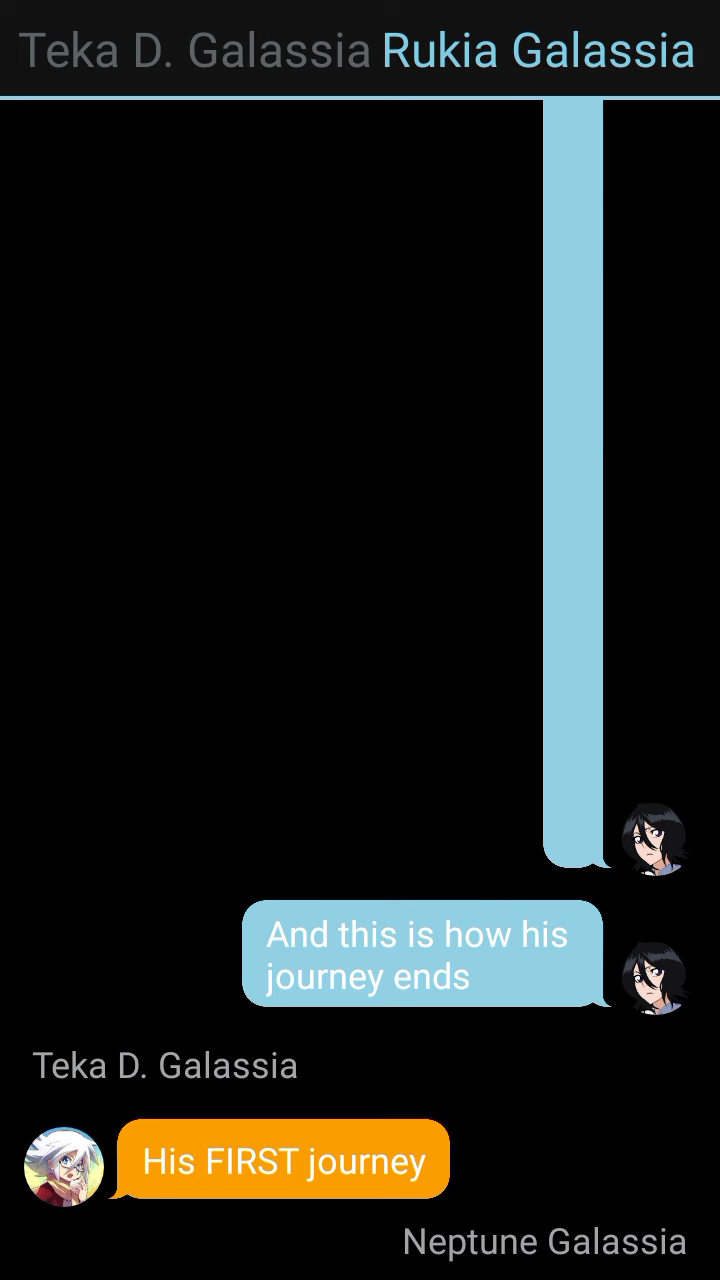 Teka D. Galassia Rukia Galassia
And this is how his
journey ends
Teka D. Galassia
His FIRST journey
Neptune Galassia